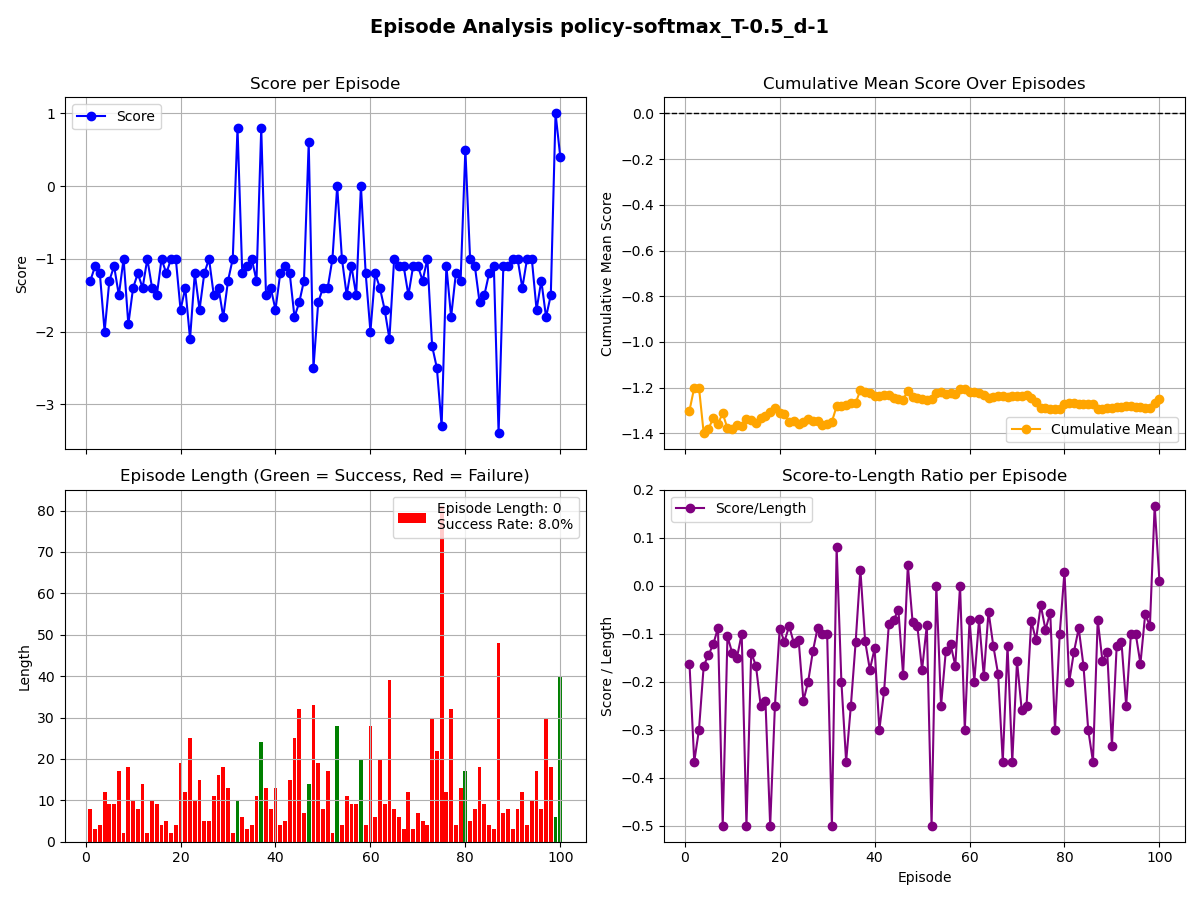 Episode Analysis policy-softmax_T-0.5_d-1
Score per Episode
Score
1
0
−1
−2
−3
Score
Cumulative Mean Score Over Episodes
0.0
−0.2
−0.4
−0.6
−0.8
−1.0
−1.2
−1.4
Cumulative Mean Score
Cumulative Mean
Episode Length (Green = Success, Red = Failure)
Episode Length: 0
Success Rate: 8.0%
80
70
60
50
40
30
20
10
0
Length
0 20 40 60 80 100
Score-to-Length Ratio per Episode
Score/Length
0.2
0.1
0.0
−0.1
−0.2
−0.3
−0.4
−0.5
Score / Length
0 20 40 60 80 100
Episode